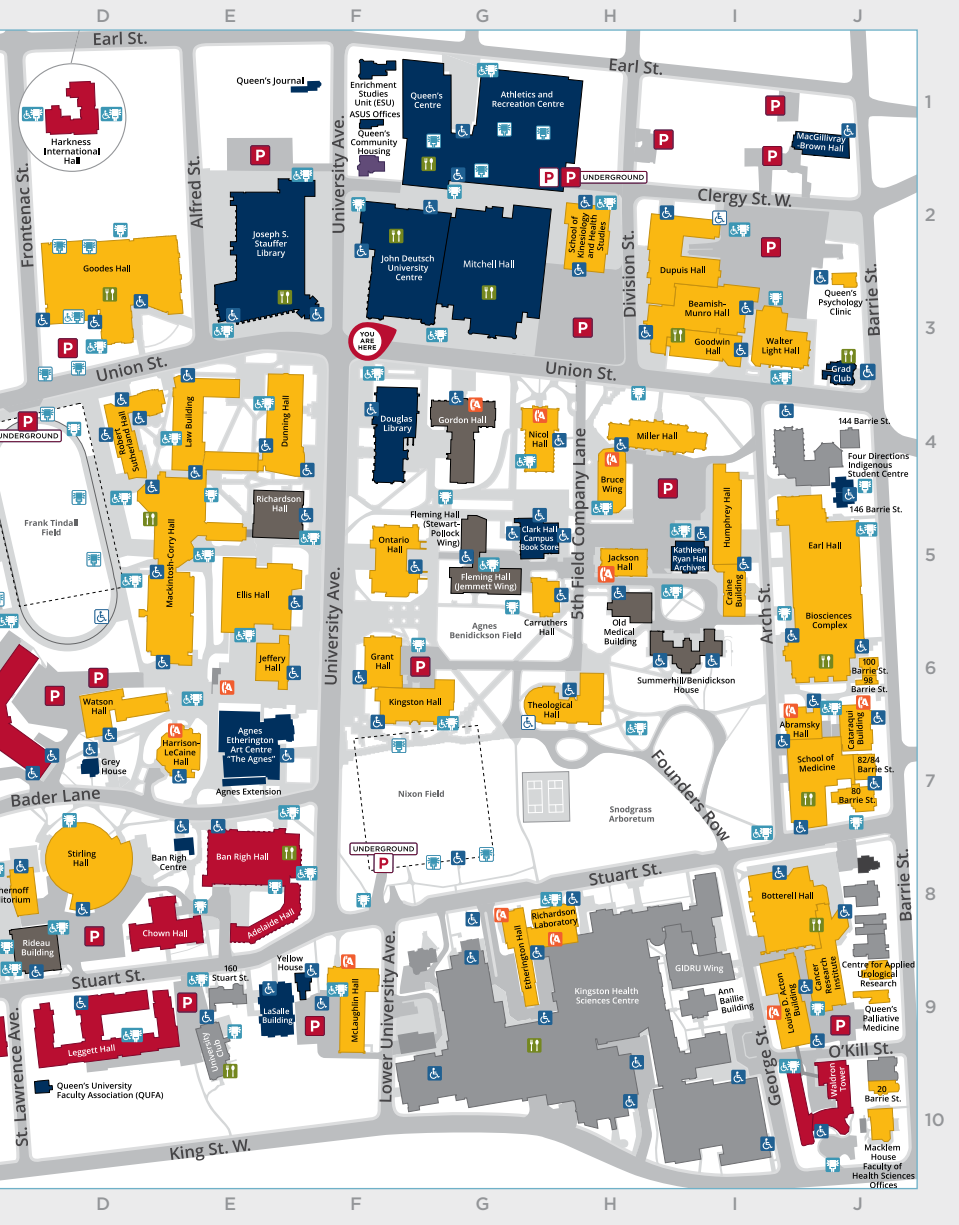 D E F G H I J
Earl St.
Earl St.
1
Harkness
International
Hall
Queen's Journal
Enrichment
Studies
Unit (ESU)
ASUS Offices
Queen's
Community
Housing
Queen's
Centre
Athletics and
Recreation Centre
P
P
P
P
P
P UNDERGROUND
MacGillivray
-Brown Hall
Frontenac St.
Alfred St.
University Ave.
Clergy St. W.
2
Goodes Hall
Joseph S.
Stauffer
Library
John Deutsch
University
Centre
Mitchell Hall
School of
Kinesiology
and Health
Studies
Division St.
Dupuis Hall
P
Queen's
Psychology
Clinic
Barrie St.
Beamish-
Munro Hall
Goodwin
Hall
Walter
Light Hall
Grad
Club
3
P
P
YOU
ARE
HERE
Union St.
Union St.
P
UNDERGROUND
Robert
Sutherland Hall
Law Building
Dunning Hall
Douglas
Library
Gordon Hall
Nicol
Hall
Miller Hall
144 Barrie St.
4
Four Directions
Indigenous
Student Centre
146 Barrie St.
Bruce
Wing
P
Humphrey Hall
5th Field Company Lane
Frank Tindall
Field
Mackintosh-Corry Hall
Richardson
Hall
Ontario
Hall
Fleming Hall
(Stewart-
Pollock
Wing)
Clark Hall
Campus
Book Store
Fleming Hall
(Jemmett Wing)
Jackson
Hall
Kathleen
Ryan Hall
Archives
Earl Hall
5
Ellis Hall
University Ave.
Carruthers
Hall
Agnes
Benidickson Field
Old
Medical
Building
Craine
Building
Arch St.
Biosciences
Complex
Jeffery
Hall
Grant
Hall
P
Kingston Hall
Theological
Hall
Summerhill/Benidickson
House
100
Barrie St.
98
Barrie St.
6
P
P
Watson
Hall
Harrison-
LeCaine
Hall
Grey
House
Agnes
Etherington
Art Centre
"The Agnes"
Agnes Extension
Abramsky
Hall
Cataraqui
Building
School of
Medicine
82/84
Barrie St.
80
Barrie St.
7
Bader Lane
Nixon Field
Snodgrass
Arboretum
Founders Row
UNDERGROUND
P
Stirling
Hall
Ban Righ
Centre
Ban Righ Hall
Adelaide Hall
Stuart St.
Barrie St.
8
Botterell Hall
hernoff
ditorium
Rideau
Building
P
Chown Hall
Stuart St.
160
Stuart St.
Yellow
House
LaSalle
Building
P
McLaughlin Hall
Lower University Ave.
Etherington Hall
Richardson
Laboratory
Kingston Health
Sciences Centre
GIDRU Wing
Ann
Baillie
Building
Louise D. Acton
Building
Cancer
Research
Institute
Centre for Applied
Urological
Research
Queen's
Palliative
Medicine
P
9
St. Lawrence Ave.
Leggett Hall
P
University
Club
George St.
O'Kill St.
Waldron
Tower
20
Barrie St.
Queen's University
Faculty Association (QUFA)
10
King St. W.
Macklem
House
Faculty of
Health Sciences
Offices
D E F G H I J